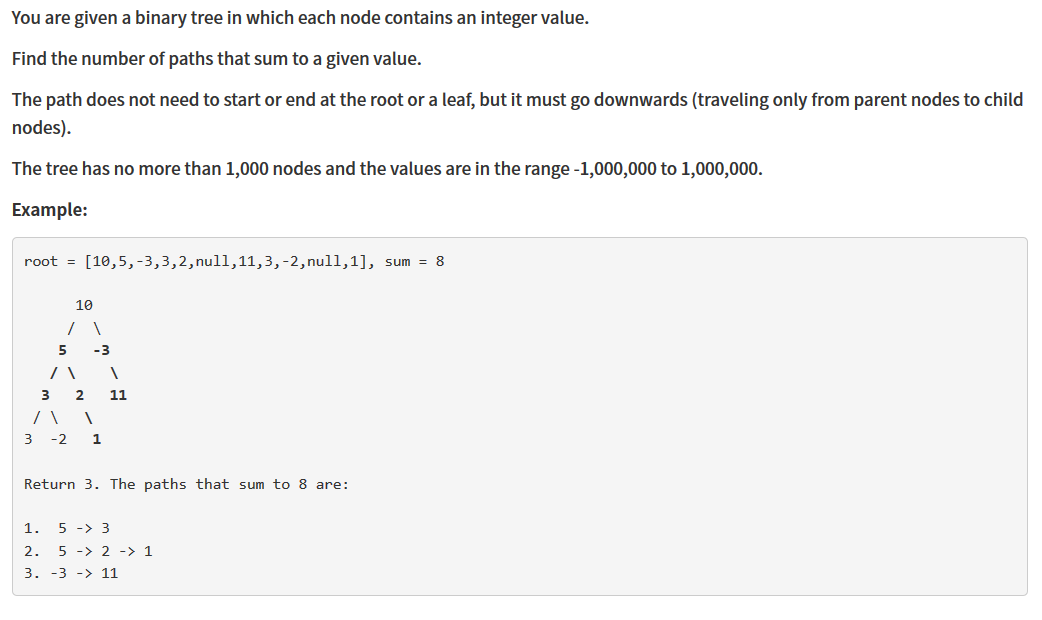 You are given a binary tree in which each node contains an integer value.
Find the number of paths that sum to a given value.
The path does not need to start or end at the root or a leaf, but it must go downwards (traveling only from parent nodes to child
nodes).
The tree has no more than 1,000 nodes and the values are in the range -1,000,000 to 1,000,000.
Example:
root = [10,5,-3,3,2,null,11,3,-2,null,1], sum = 8
      10
     /  \
    5   -3
   / \    \
  3   2   11
 / \   \
3  -2   1
Return 3. The paths that sum to 8 are:
1.  5 -> 3
2.  5 -> 2 -> 1
3. -3 -> 11